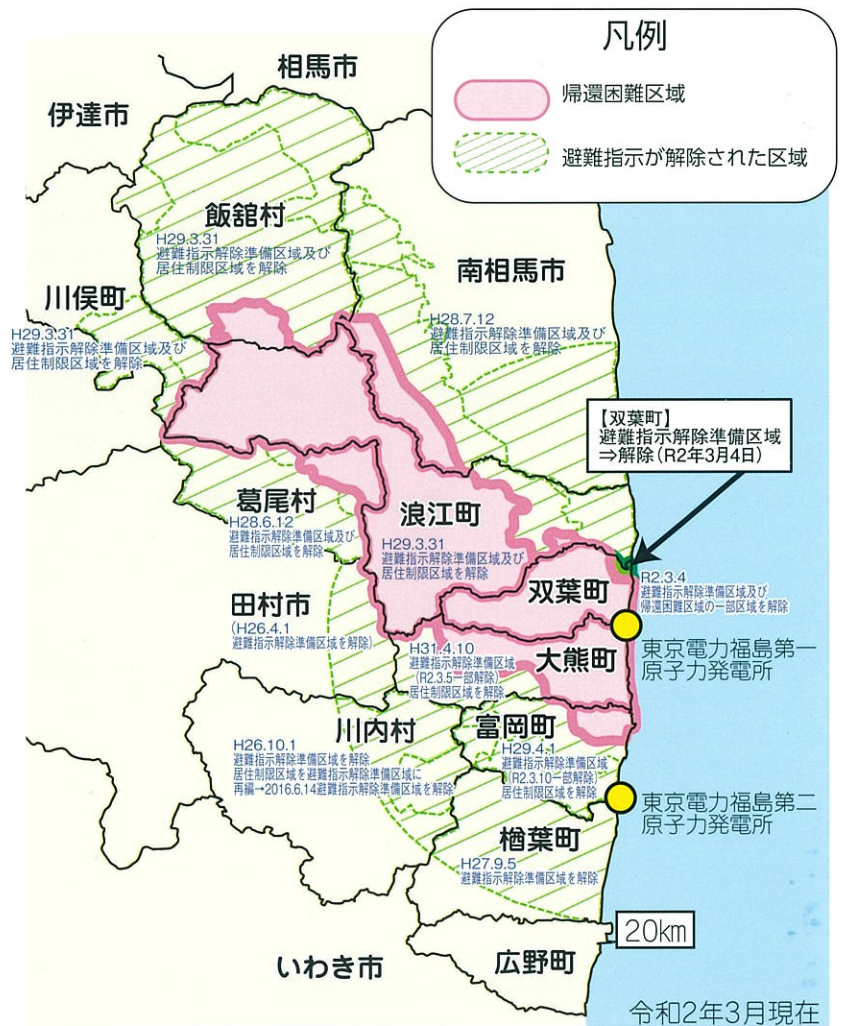 凡例
帰還困難区域
避難指示が解除された区域
相馬市
伊達市
飯舘村
H29.3.31
避難指示解除準備区域及び
居住制限区域を解除
川俣町
H29.3.31
避難指示解除準備区域及び
居住制限区域を解除
南相馬市
H28.7.12
避難指示解除準備区域及び
居住制限区域を解除
【双葉町】
避難指示解除準備区域
⇒解除(R2年3月4日)
葛尾村
H28.6.12
避難指示解除準備区域及び
居住制限区域を解除
浪江町
H29.3.31
避難指示解除準備区域及び
居住制限区域を解除
双葉町
R2.3.4
避難指示解除準備区域及び
帰還困難区域の一部区域を解除
田村市
(H26.4.1
避難指示解除準備区域を解除)
東京電力福島第一
原子力発電所
大熊町
H31.4.10
避難指示解除準備区域
(R2.3.5一部解除)
居住制限区域を解除
川内村
H26.10.1
避難指示解除準備区域を解除
居住制限区域を避難指示解除準備区域に
再編→2016.6.14避難指示解除準備区域を解除
富岡町
H29.4.1
避難指示解除準備区域
(R2.3.10一部解除)
居住制限区域を解除
東京電力福島第二
原子力発電所
楢葉町
H27.9.5
避難指示解除準備区域を解除
20km
いわき市
広野町
令和2年3月現在